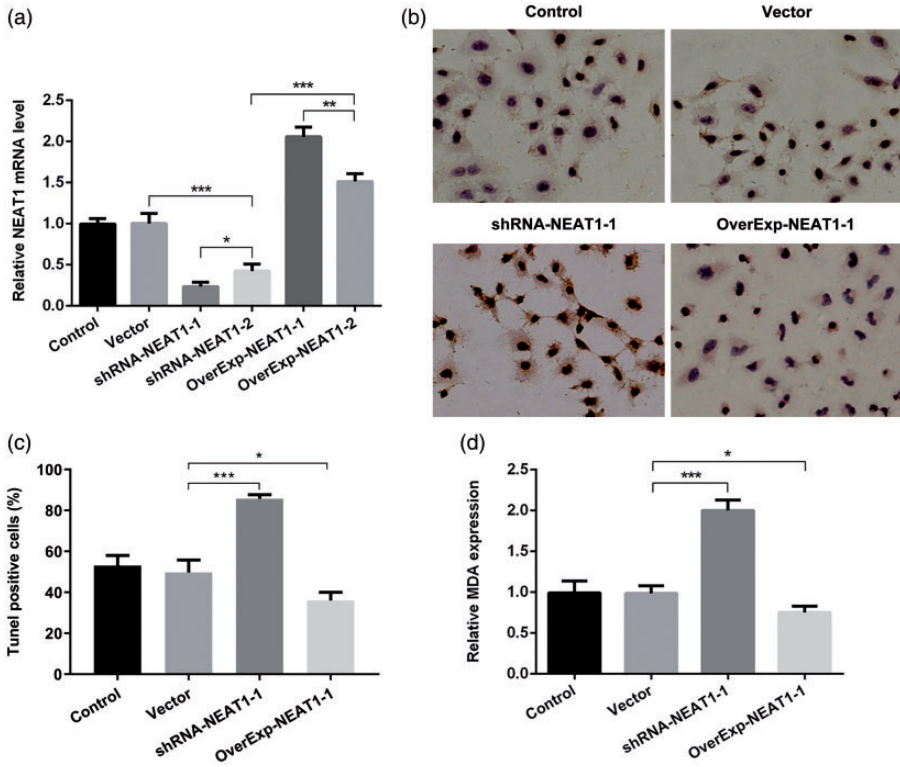 (a)
Relative NEAT1 mRNA level
2.5
2.0
1.5
1.0
0.5
0.0
***
*
***
**
Control
Vector
shRNA-NEAT1-1
shRNA-NEAT1-2
OverExp-NEAT1-1
OverExp-NEAT1-2
(b)
Control
Vector
shRNA-NEAT1-1
OverExp-NEAT1-1
(c)
Tunel positive cells (%)
100
80
60
40
20
0
*
***
Control
Vector
shRNA-NEAT1-1
OverExp-NEAT1-1
(d)
Relative MDA expression
2.5
2.0
1.5
1.0
0.5
0.0
*
***
Control
Vector
shRNA-NEAT1-1
OverExp-NEAT1-1